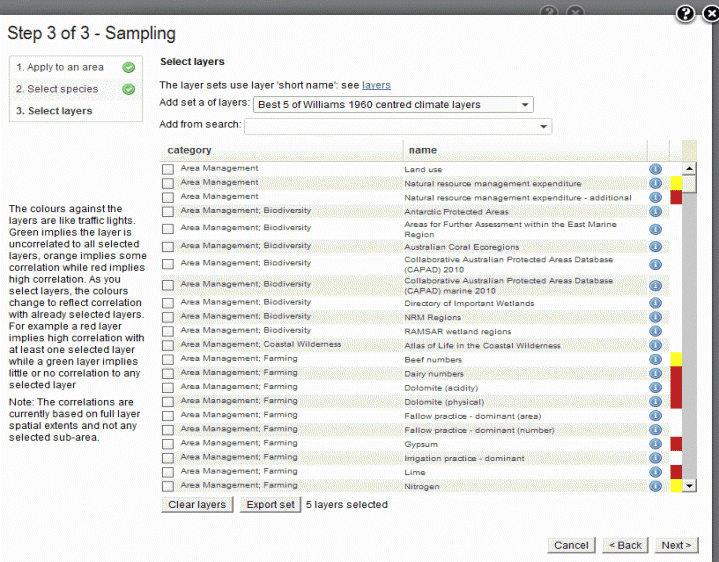 Step 3 of 3 - Sampling
1. Apply to an area
2. Select species
3. Select layers
The colours against the
layers are like traffic lights.
Green implies the layer is
uncorrelated to all selected
layers, orange implies some
correlation while red implies
high correlation. As you
select layers, the colours
change to reflect correlation
with already selected layers.
For example a red layer
implies high correlation with
at least one selected layer
while a green layer implies
little or no correlation to any
selected layer
Note: The correlations are
currently based on full layer
spatial extents and not any
selected sub-area.
Select layers
The layer sets use layer 'short name': see layers
Add set a of layers: Best 5 of Williams 1960 centred climate layers
Add from search:
category name
Area Management Land use
Area Management Natural resource management expenditure
Area Management Natural resource management expenditure - additional
Area Management; Biodiversity Antarctic Protected Areas
Area Management; Biodiversity Areas for Further Assessment within the East Marine
Region
Area Management; Biodiversity Australian Coral Ecoregions
Area Management; Biodiversity Collaborative Australian Protected Areas Database
(CAPAD) 2010
Area Management; Biodiversity Collaborative Australian Protected Areas Database
(CAPAD) marine 2010
Area Management; Biodiversity Directory of Important Wetlands
Area Management; Biodiversity NRM Regions
Area Management; Biodiversity RAMSAR wetland regions
Area Management; Coastal Wilderness Atlas of Life in the Coastal Wilderness
Area Management; Farming Beef numbers
Area Management; Farming Dairy numbers
Area Management; Farming Dolomite (acidity)
Area Management; Farming Dolomite (physical)
Area Management; Farming Fallow practice - dominant (area)
Area Management; Farming Fallow practice - dominant (number)
Area Management; Farming Gypsum
Area Management; Farming Irrigation practice - dominant
Area Management; Farming Lime
Area Management; Farming Nitrogen
Clear layers Export set 5 layers selected
Cancel < Back Next >